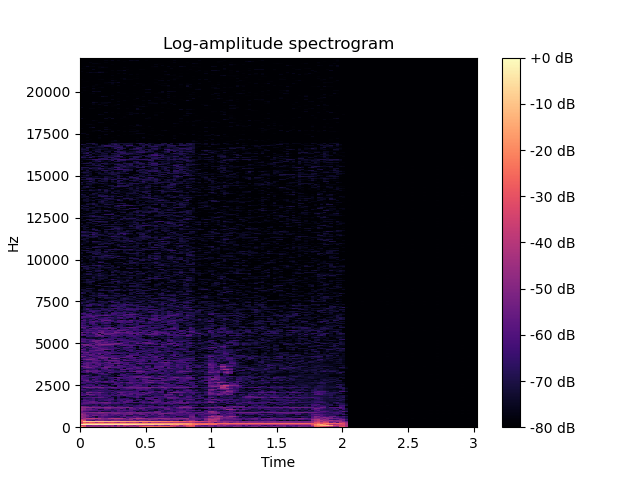 Log-amplitude spectrogram
Hz
20000
17500
15000
12500
10000
7500
5000
2500
0
0 0.5 1 1.5 2 2.5 3
Time
+0 dB
-10 dB
-20 dB
-30 dB
-40 dB
-50 dB
-60 dB
-70 dB
-80 dB